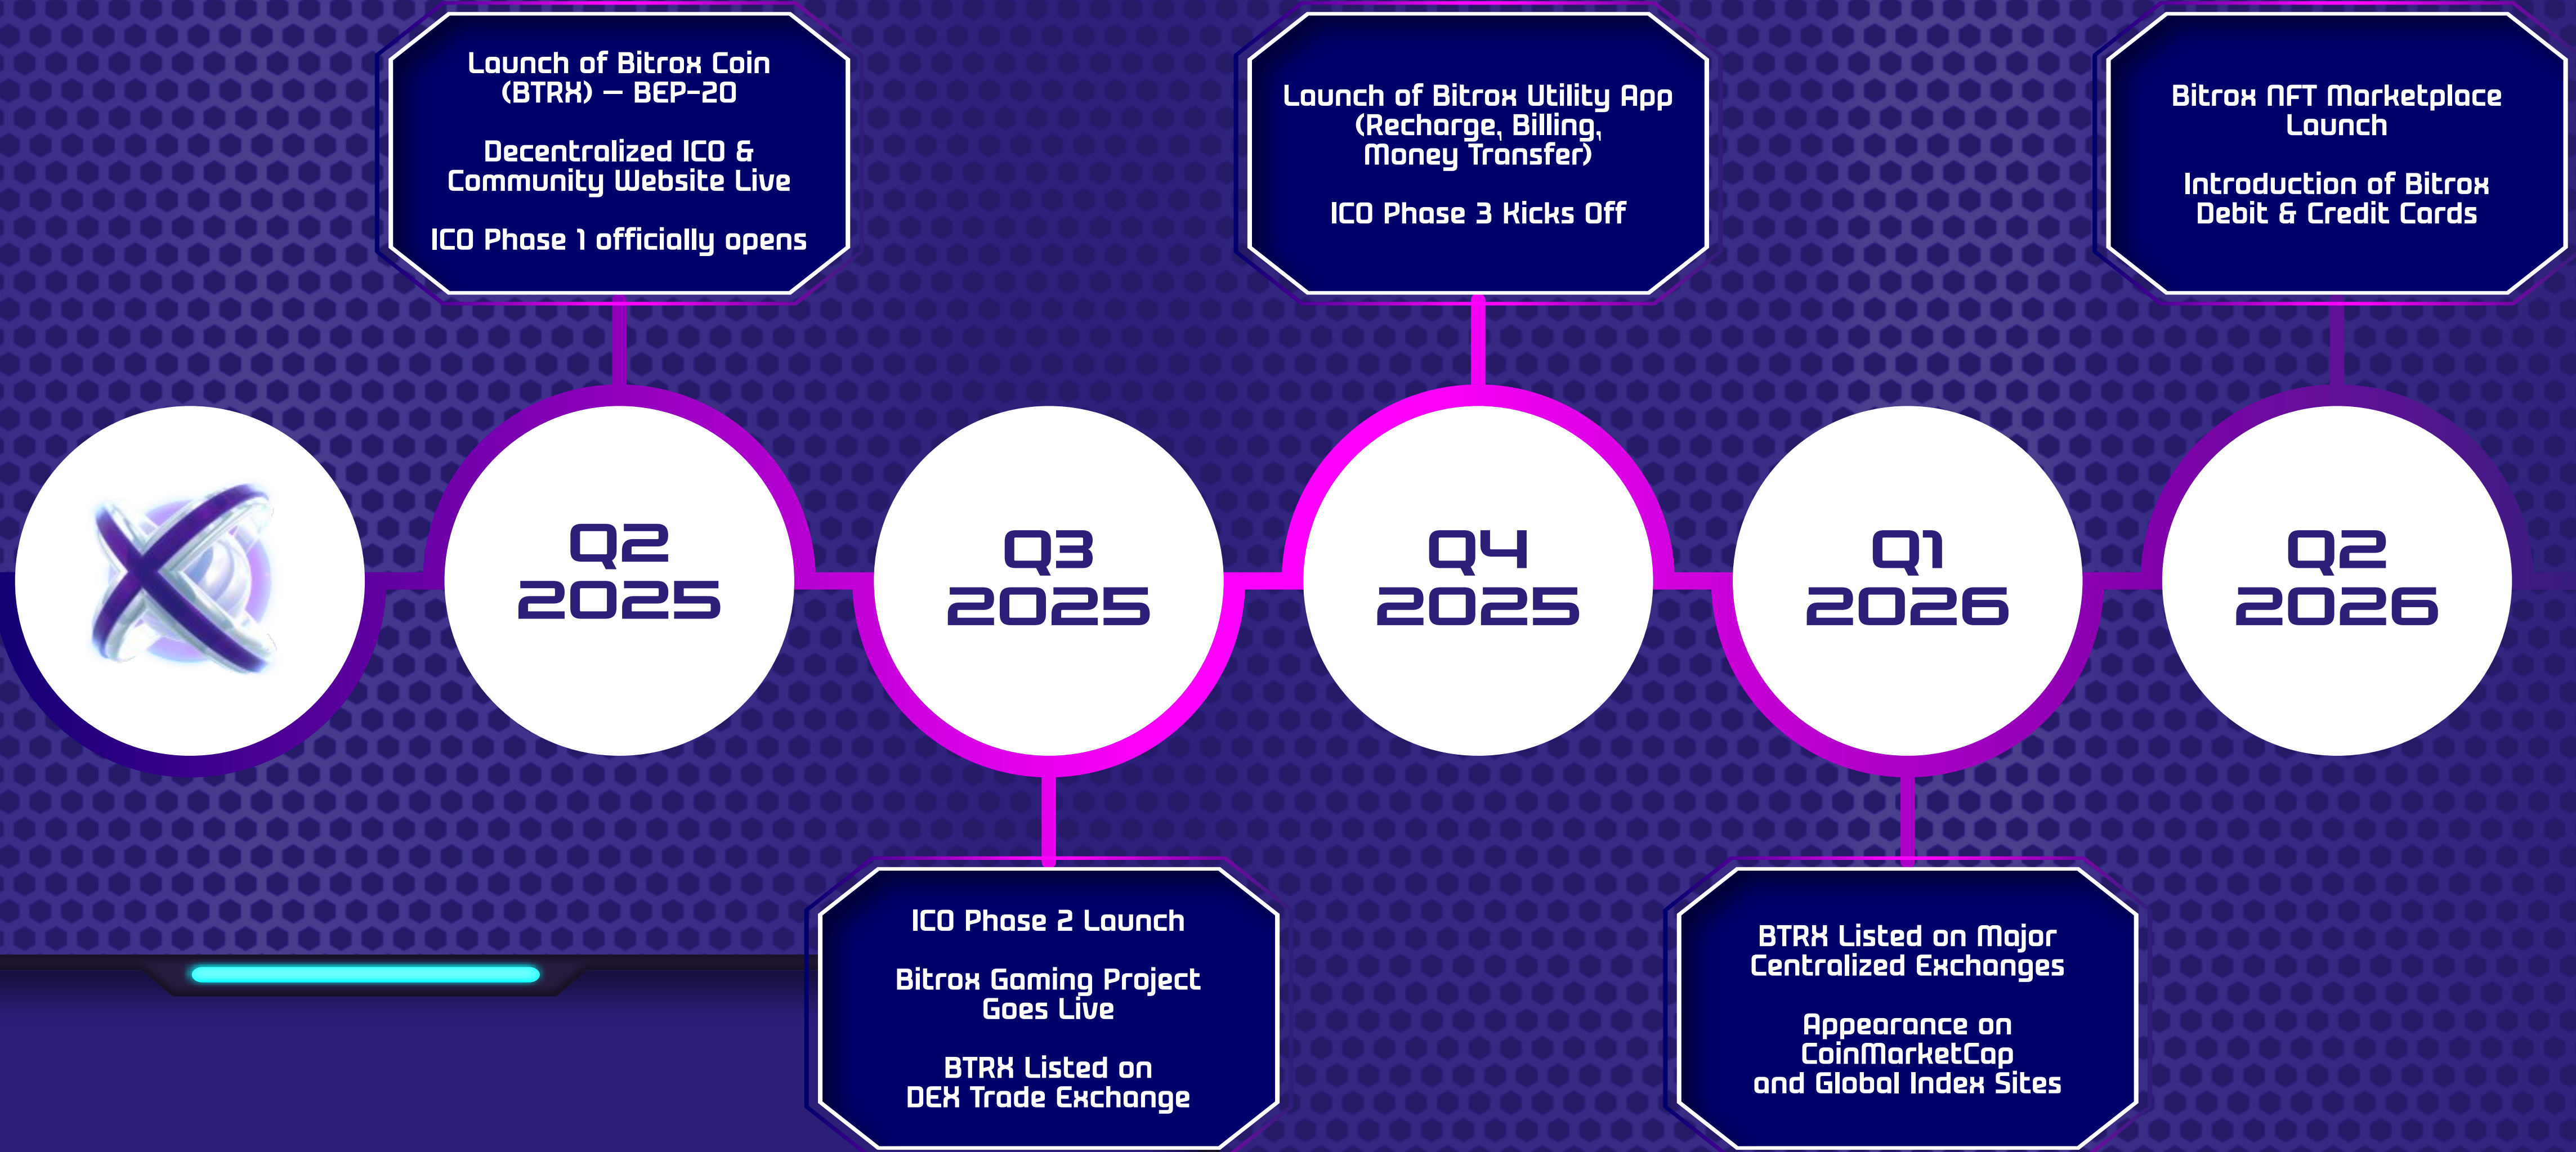 Launch of Bitrox Coin
(BTRX) – BEP-20
Decentralized ICO &
Community Website Live
ICO Phase 1 officially opens
Launch of Bitrox Utility App
(Recharge, Billing,
Money Transfer)
ICO Phase 3 Kicks Off
Bitrox NFT Marketplace
Launch
Introduction of Bitrox
Debit & Credit Cards
Q2
2025
Q3
2025
Q4
2025
Q1
2026
Q2
2026
ICO Phase 2 Launch
Bitrox Gaming Project
Goes Live
BTRX Listed on
DEX Trade Exchange
BTRX Listed on Major
Centralized Exchanges
Appearance on
CoinMarketCap
and Global Index Sites